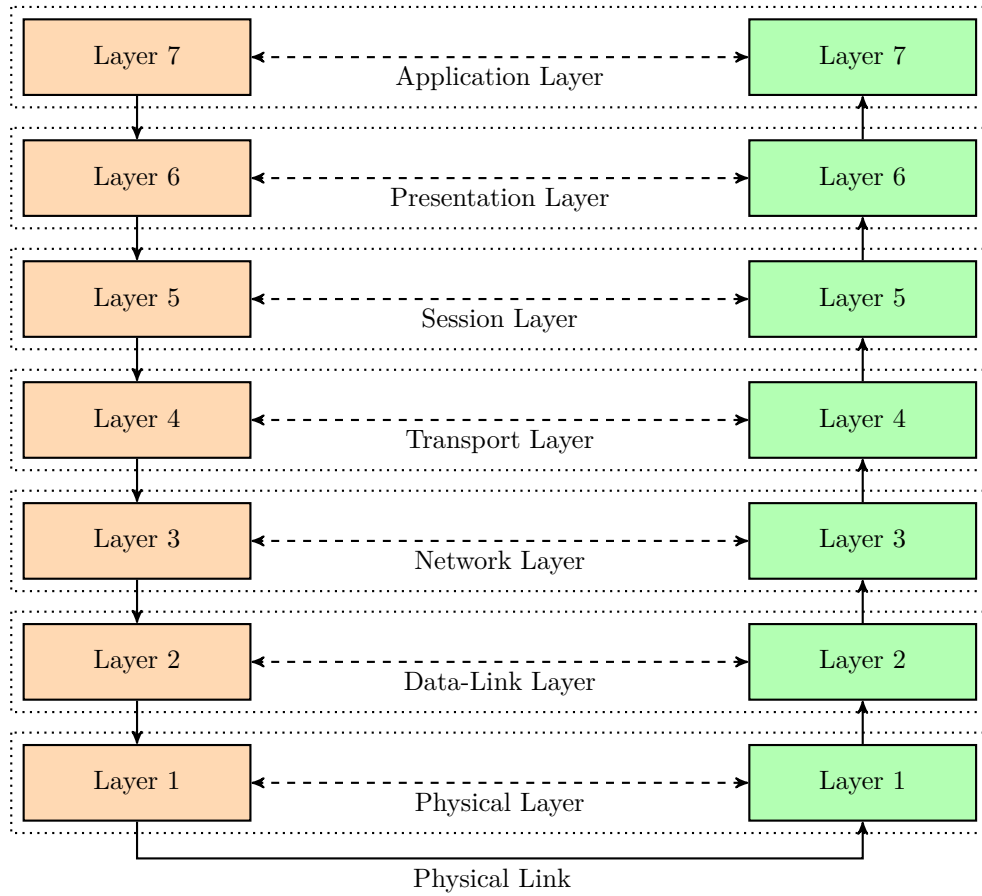 Layer 7
Layer 7
Application Layer
Layer 6
Layer 6
Presentation Layer
Layer 5
Layer 5
Session Layer
Layer 4
Layer 4
Transport Layer
Layer 3
Layer 3
Network Layer
Layer 2
Layer 2
Data-Link Layer
Layer 1
Layer 1
Physical Layer
Physical Link